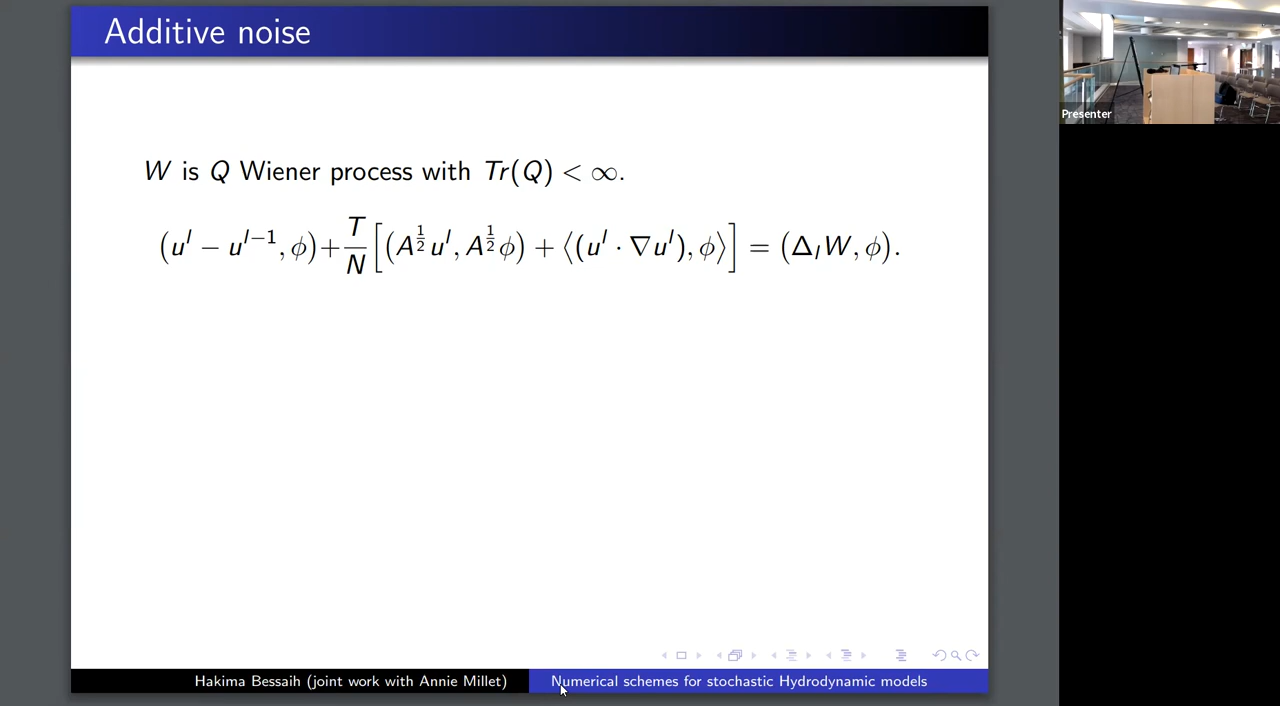 Additive noise
Presenter
W is Q Wiener process with Tr(Q) < ∞.
(u^l − u^{l−1}, ϕ) + T/N [(A^{1/2} u^l, A^{1/2} ϕ) + ⟨(u^l · ∇u^l), ϕ⟩] = (Δ_l W, ϕ).
Hakima Bessaih (joint work with Annie Millet)
Numerical schemes for stochastic Hydrodynamic models